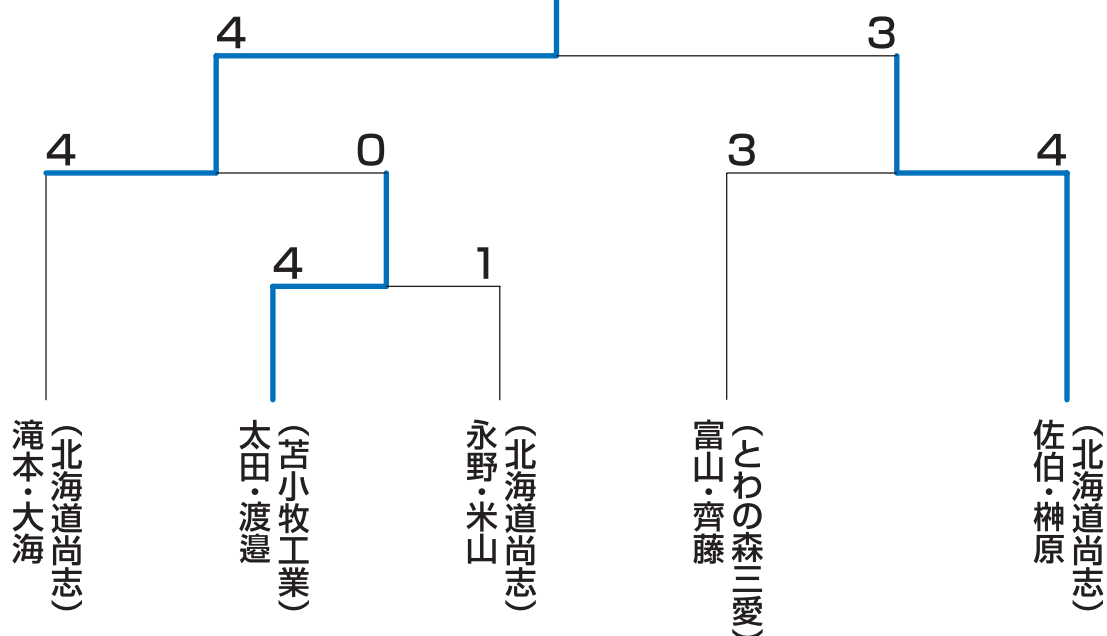 4
3
4
0
3
4
4
1
滝本・大海
（北海道尚志）
太田・渡邉
（苫小牧工業）
永野・米山
（北海道尚志）
富山・齊藤
（とわの森三愛）
佐伯・榊原
（北海道尚志）